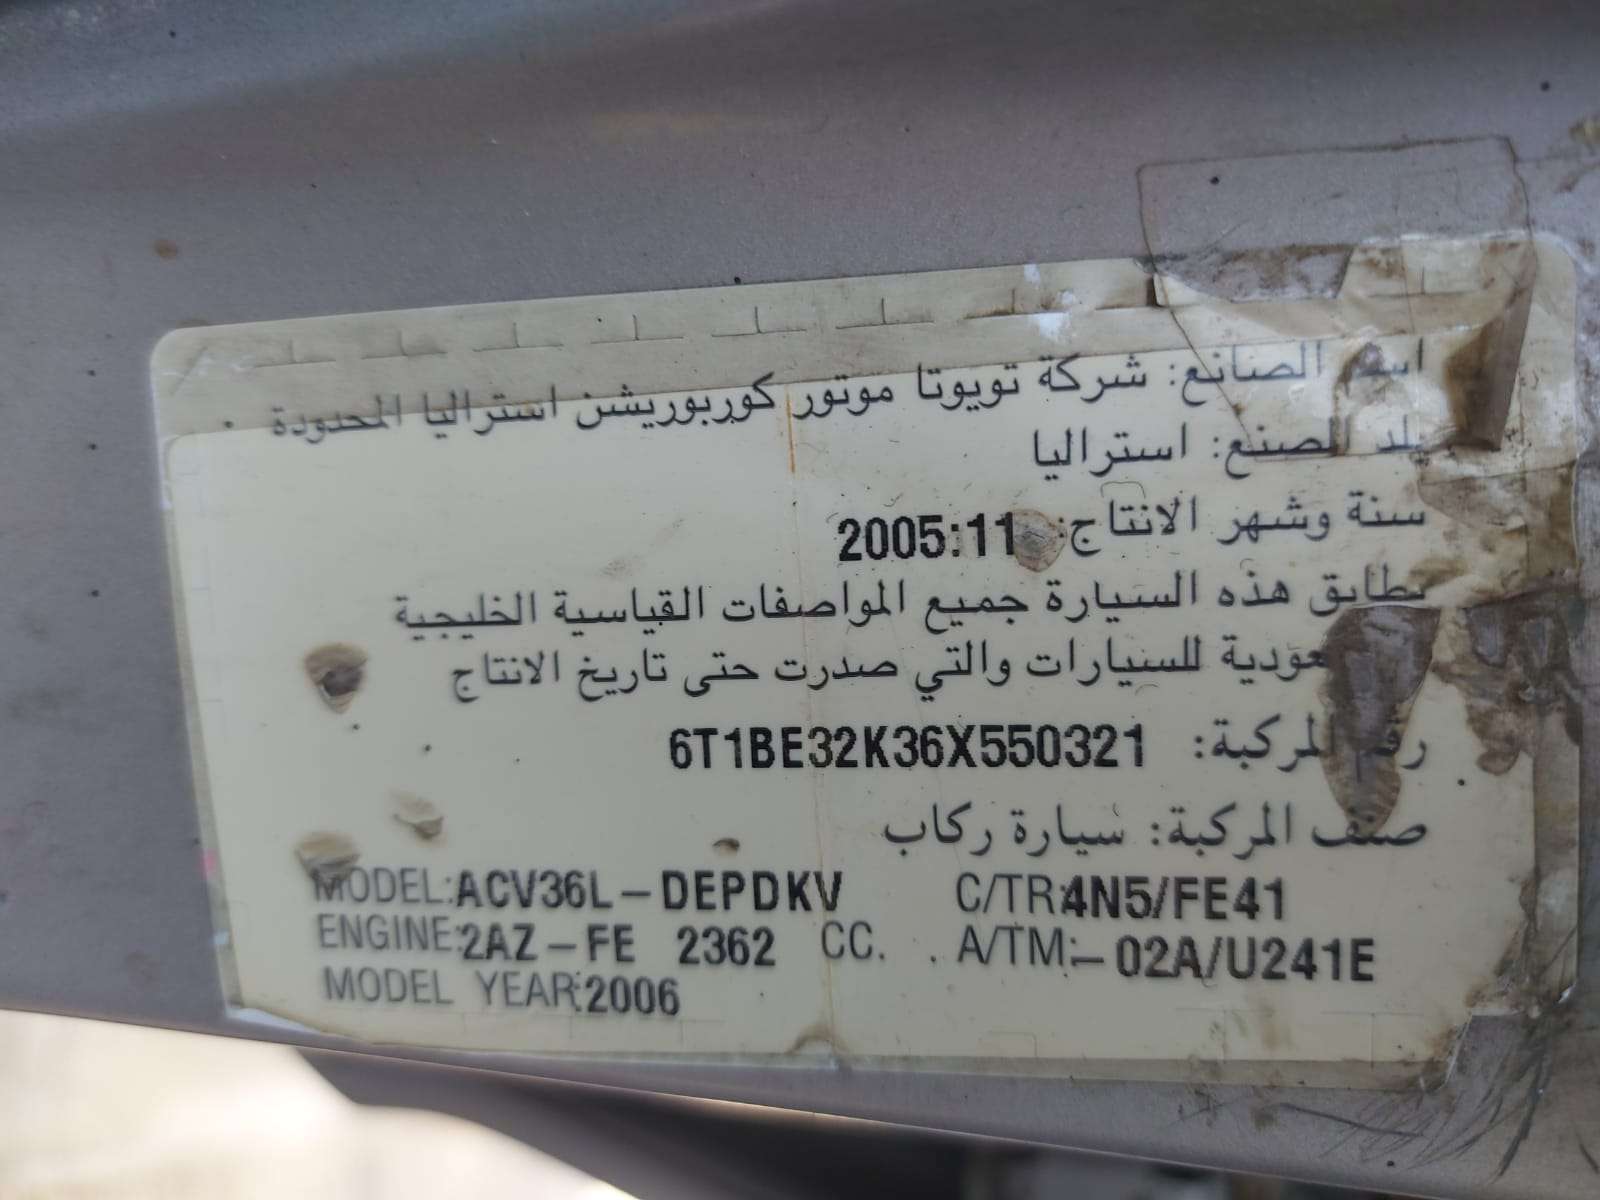 اسم الصانع: شركة تويوتا موتور كوربوريشن استراليا المحدودة
بلد الصنع: استراليا
سنة وشهر الانتاج: 2005:11
تطابق هذه السيارة جميع المواصفات القياسية الخليجية
للسيارات والتي صدرت حتى تاريخ الانتاج
رقم المركبة: 6T1BE32K36X550321
صنف المركبة: سيارة ركاب
MODEL:ACV36L-DEPDKV C/TR:4N5/FE41
ENGINE:2AZ-FE 2362 CC. A/TM:-02A/U241E
MODEL YEAR:2006